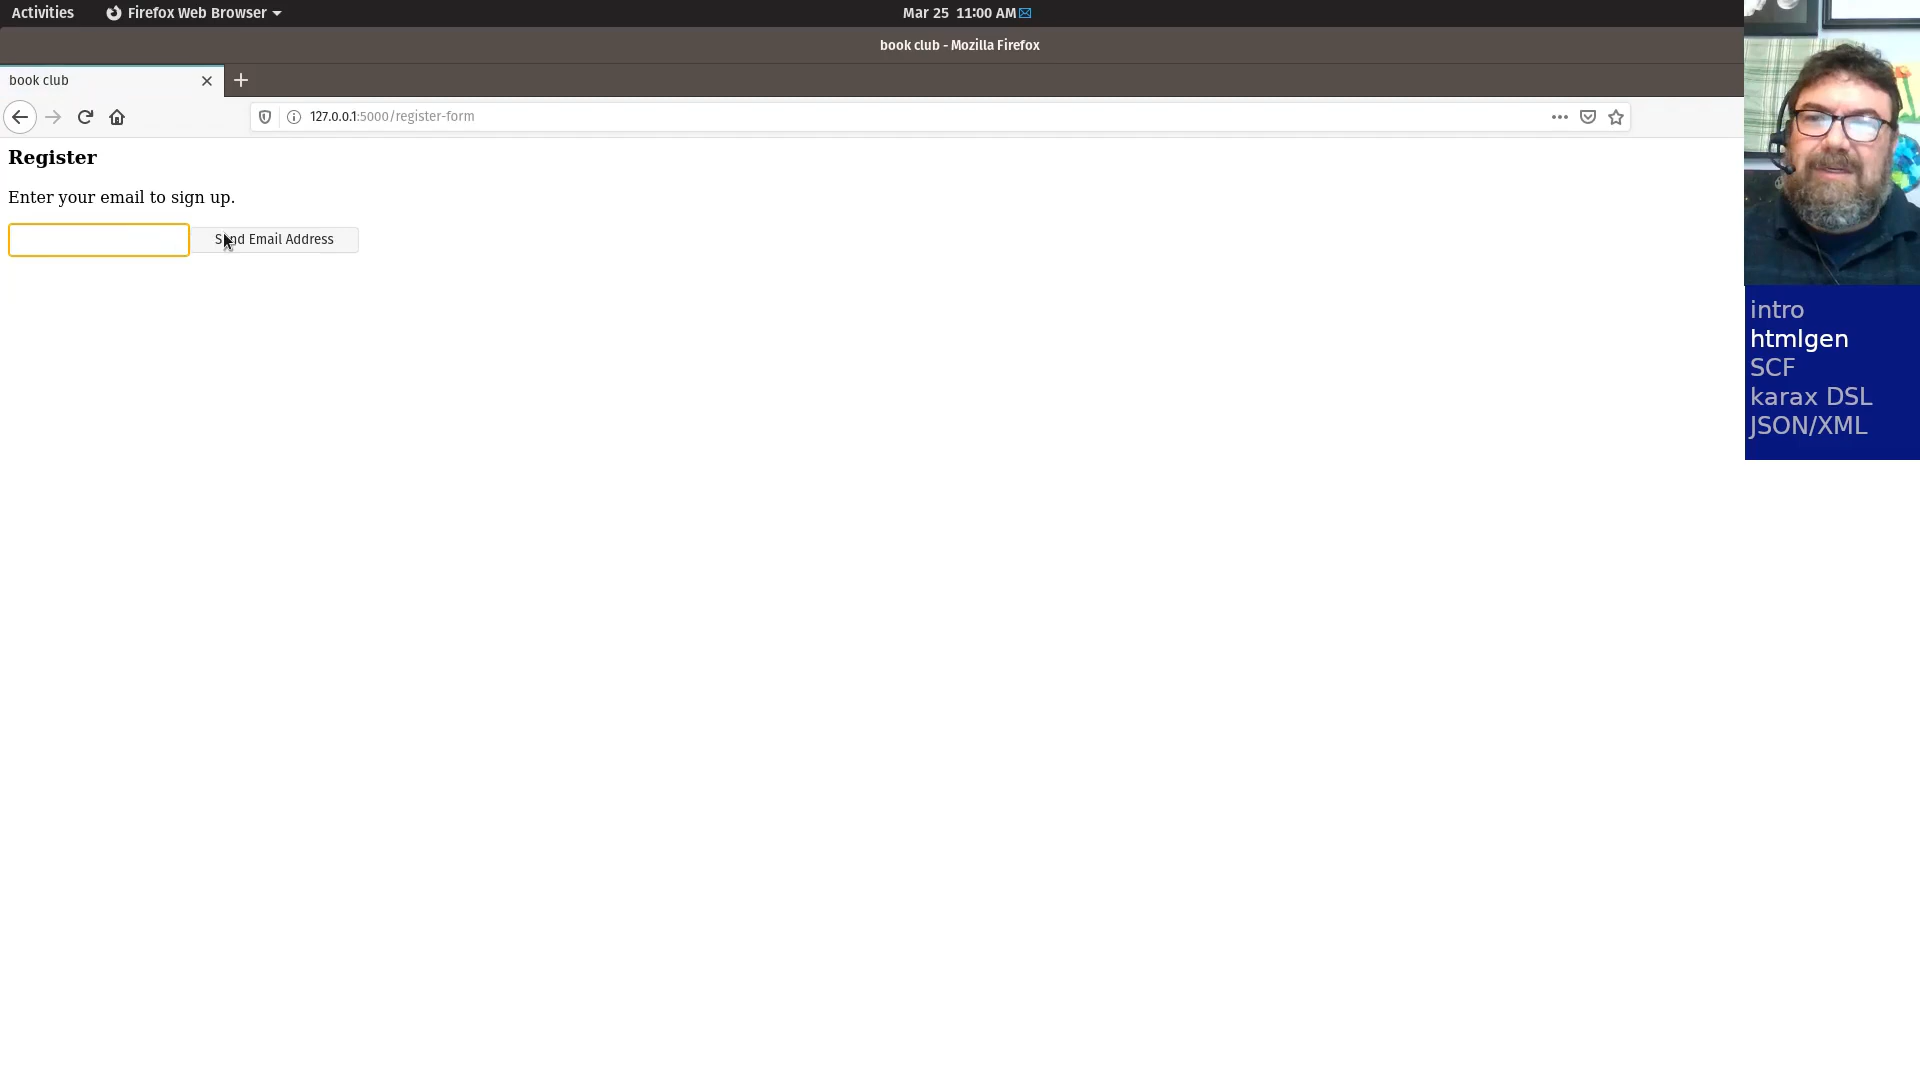 Activities
Firefox Web Browser
Mar 25 11:00 AM
book club - Mozilla Firefox
book club
127.0.0.1:5000/register-form
Register
Enter your email to sign up.
Send Email Address
intro
htmlgen
SCF
karax DSL
JSON/XML